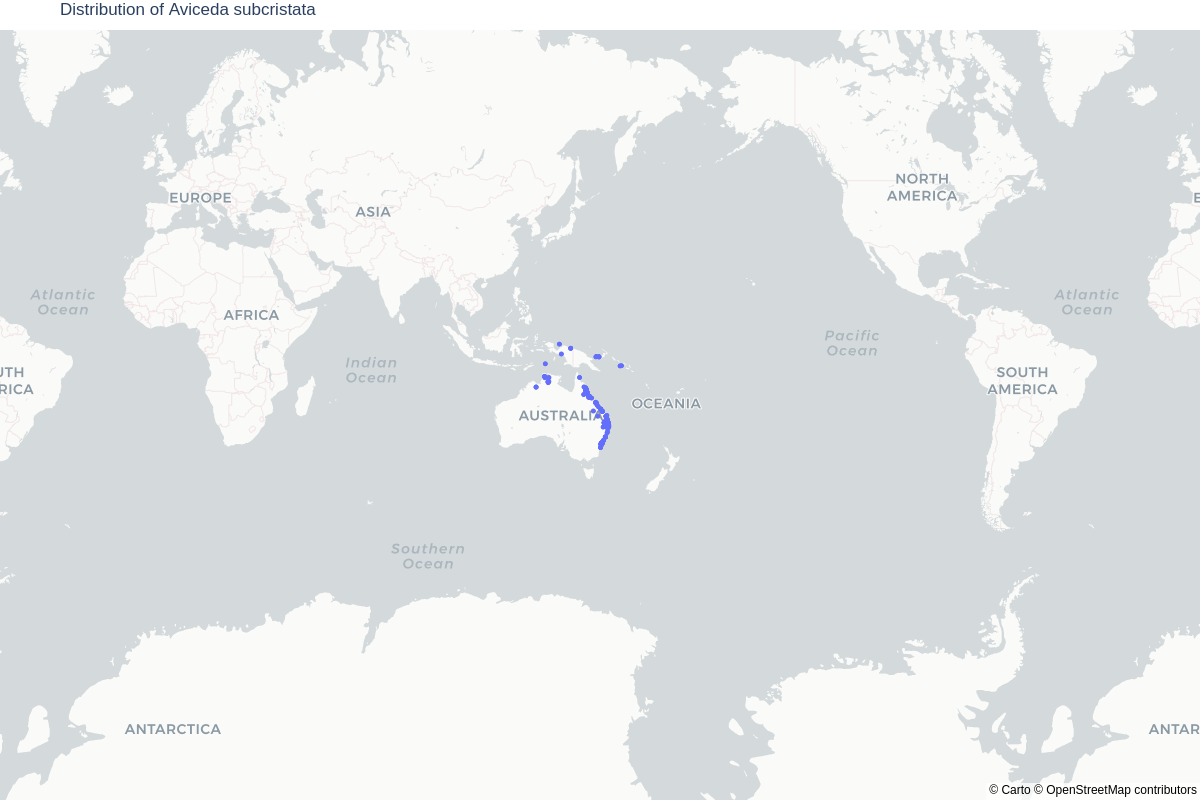 Distribution of Aviceda subcristata
EUROPE
ASIA
NORTH
AMERICA
Atlantic
Ocean
AFRICA
Atlantic
Ocean
Indian
Ocean
Pacific
Ocean
UTH
RICA
SOUTH
AMERICA
AUSTRALIA
OCEANIA
Southern
Ocean
ANTARCTICA
ANTAR
E
© Carto © OpenStreetMap contributors